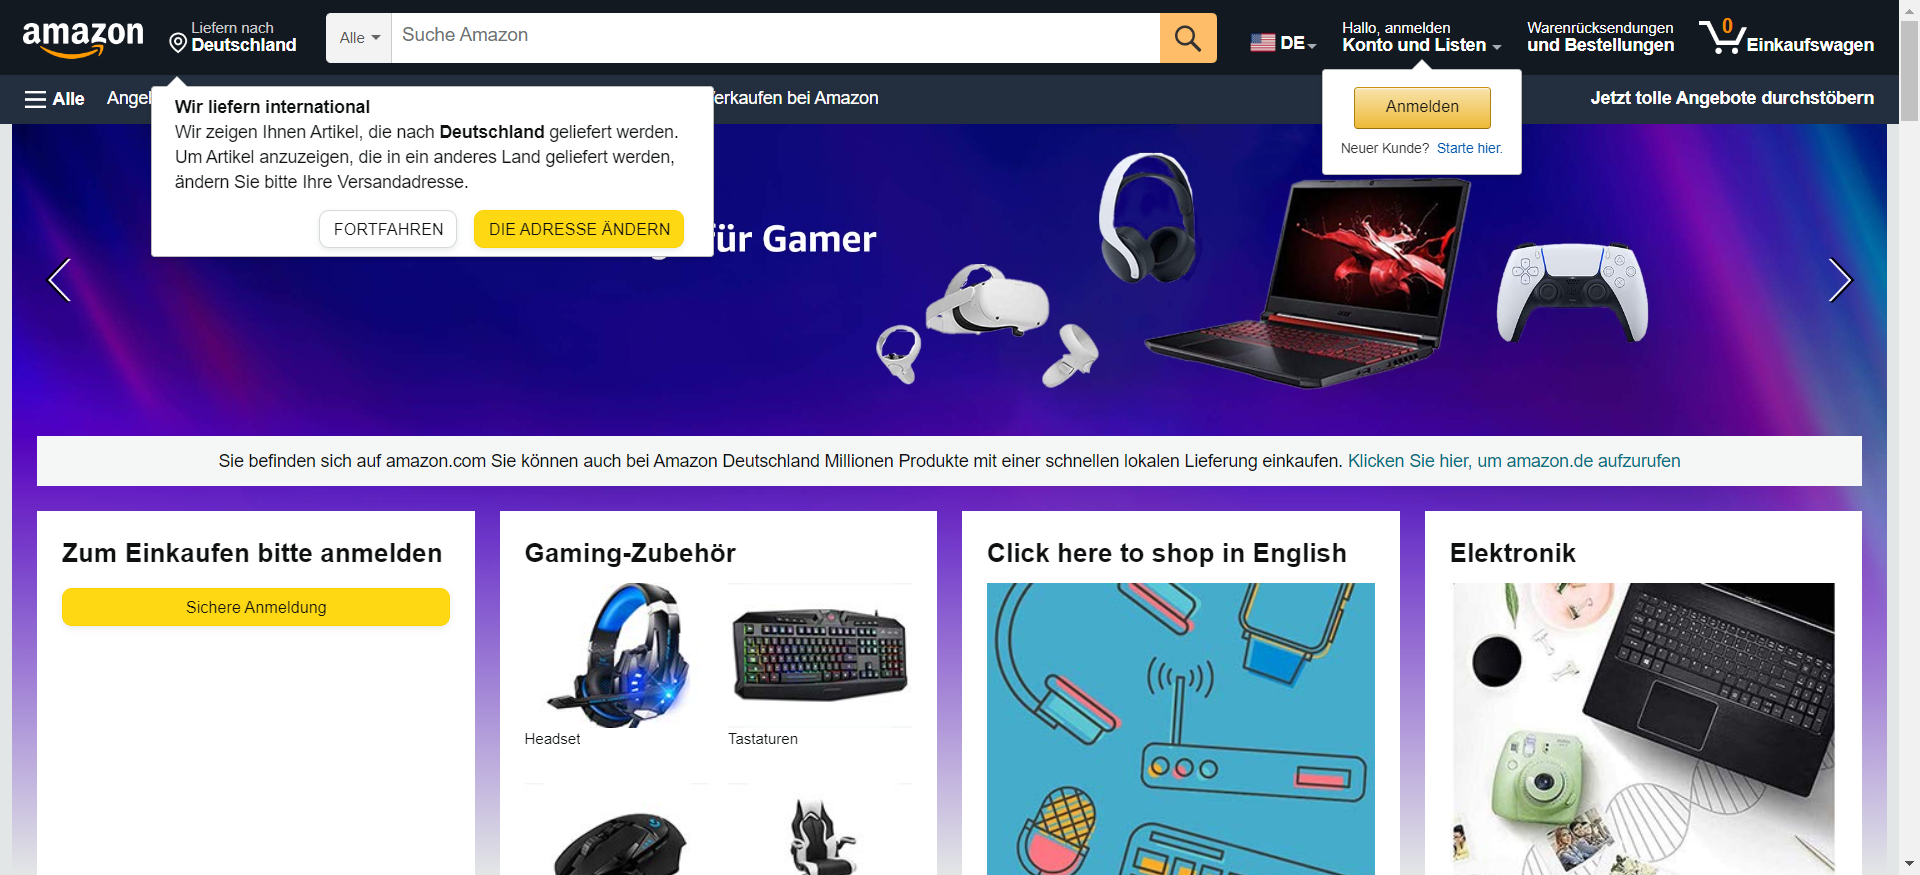 amazon
Liefern nach
Deutschland
Alle
Suche Amazon
DE
Hallo, anmelden
Konto und Listen
Warenrücksendungen
und Bestellungen
0
Einkaufswagen
Alle
Verkaufen bei Amazon
Jetzt tolle Angebote durchstöbern
Wir liefern international
Wir zeigen Ihnen Artikel, die nach Deutschland geliefert werden.
Um Artikel anzuzeigen, die in ein anderes Land geliefert werden,
ändern Sie bitte Ihre Versandadresse.
FORTFAHREN
DIE ADRESSE ÄNDERN
Anmelden
Neuer Kunde? Starte hier.
für Gamer
Sie befinden sich auf amazon.com Sie können auch bei Amazon Deutschland Millionen Produkte mit einer schnellen lokalen Lieferung einkaufen. Klicken Sie hier, um amazon.de aufzurufen
Zum Einkaufen bitte anmelden
Sichere Anmeldung
Gaming-Zubehör
Headset
Tastaturen
Click here to shop in English
Elektronik